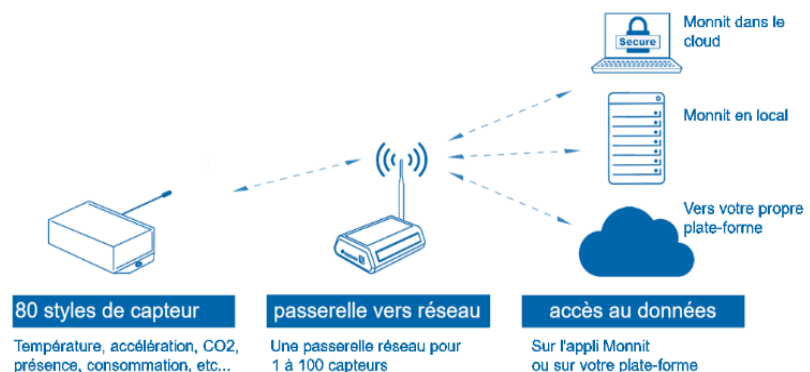 Monnit dans le
cloud
Secure
Monnit en local
Vers votre propre
plate-forme
80 styles de capteur
passerelle vers réseau
accès au données
Température, accélération, CO2,
présence, consommation, etc...
Une passerelle réseau pour
1 à 100 capteurs
Sur l'appli Monnit
ou sur votre plate-forme